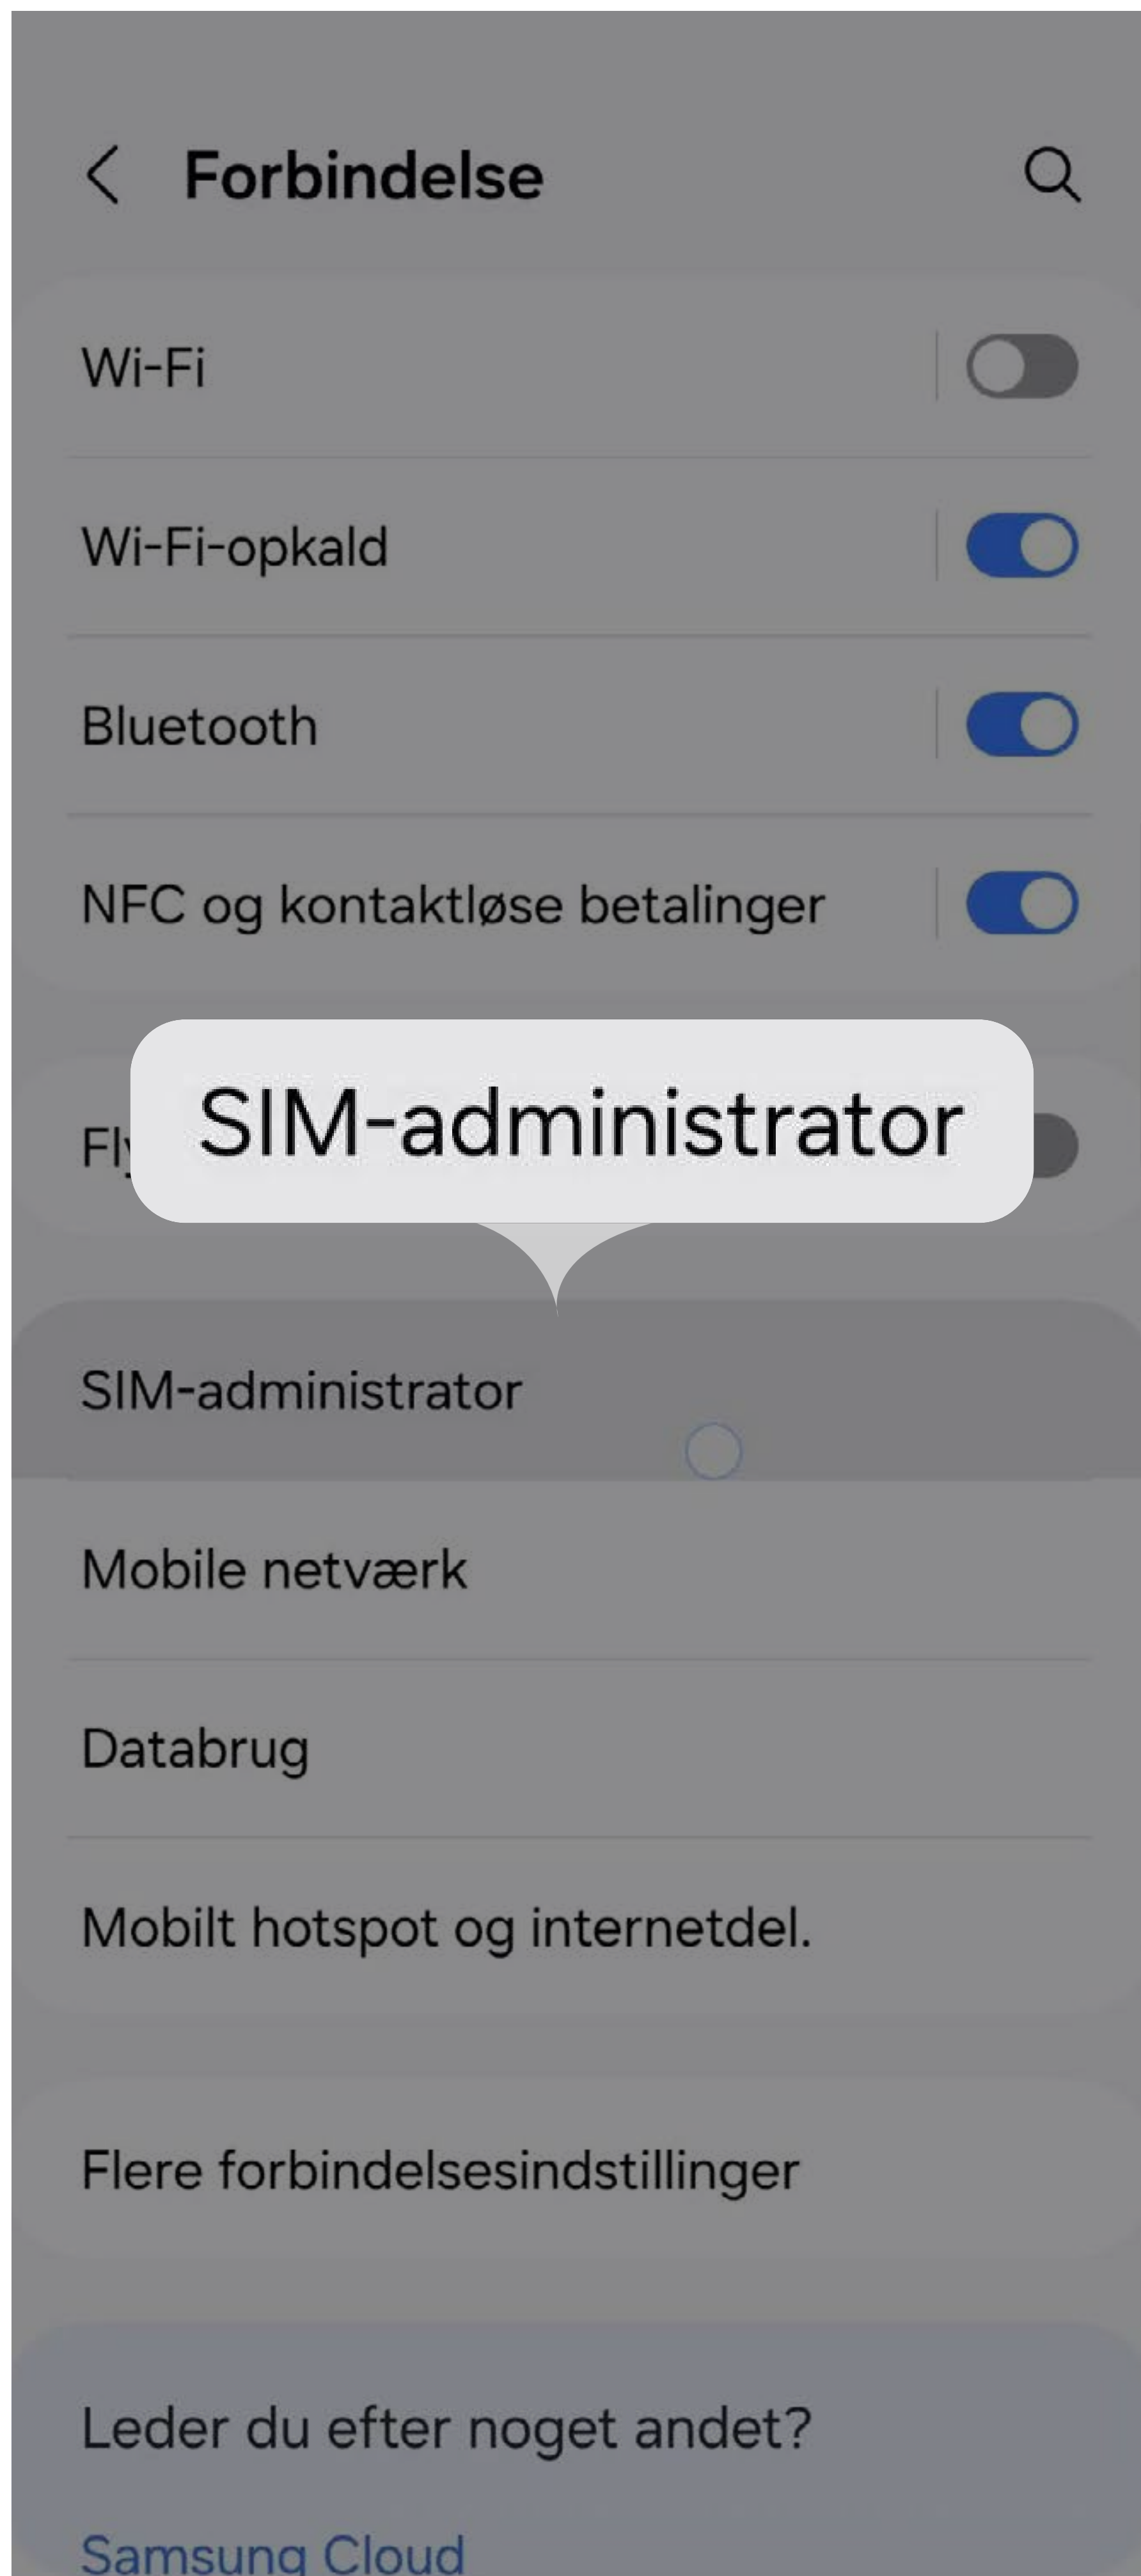 Forbindelse
Wi-Fi
Wi-Fi-opkald
Bluetooth
NFC og kontaktløse betalinger
SIM-administrator
SIM-administrator
Mobile netværk
Databrug
Mobilt hotspot og internetdel.
Flere forbindelsesindstillinger
Leder du efter noget andet?
Samsung Cloud